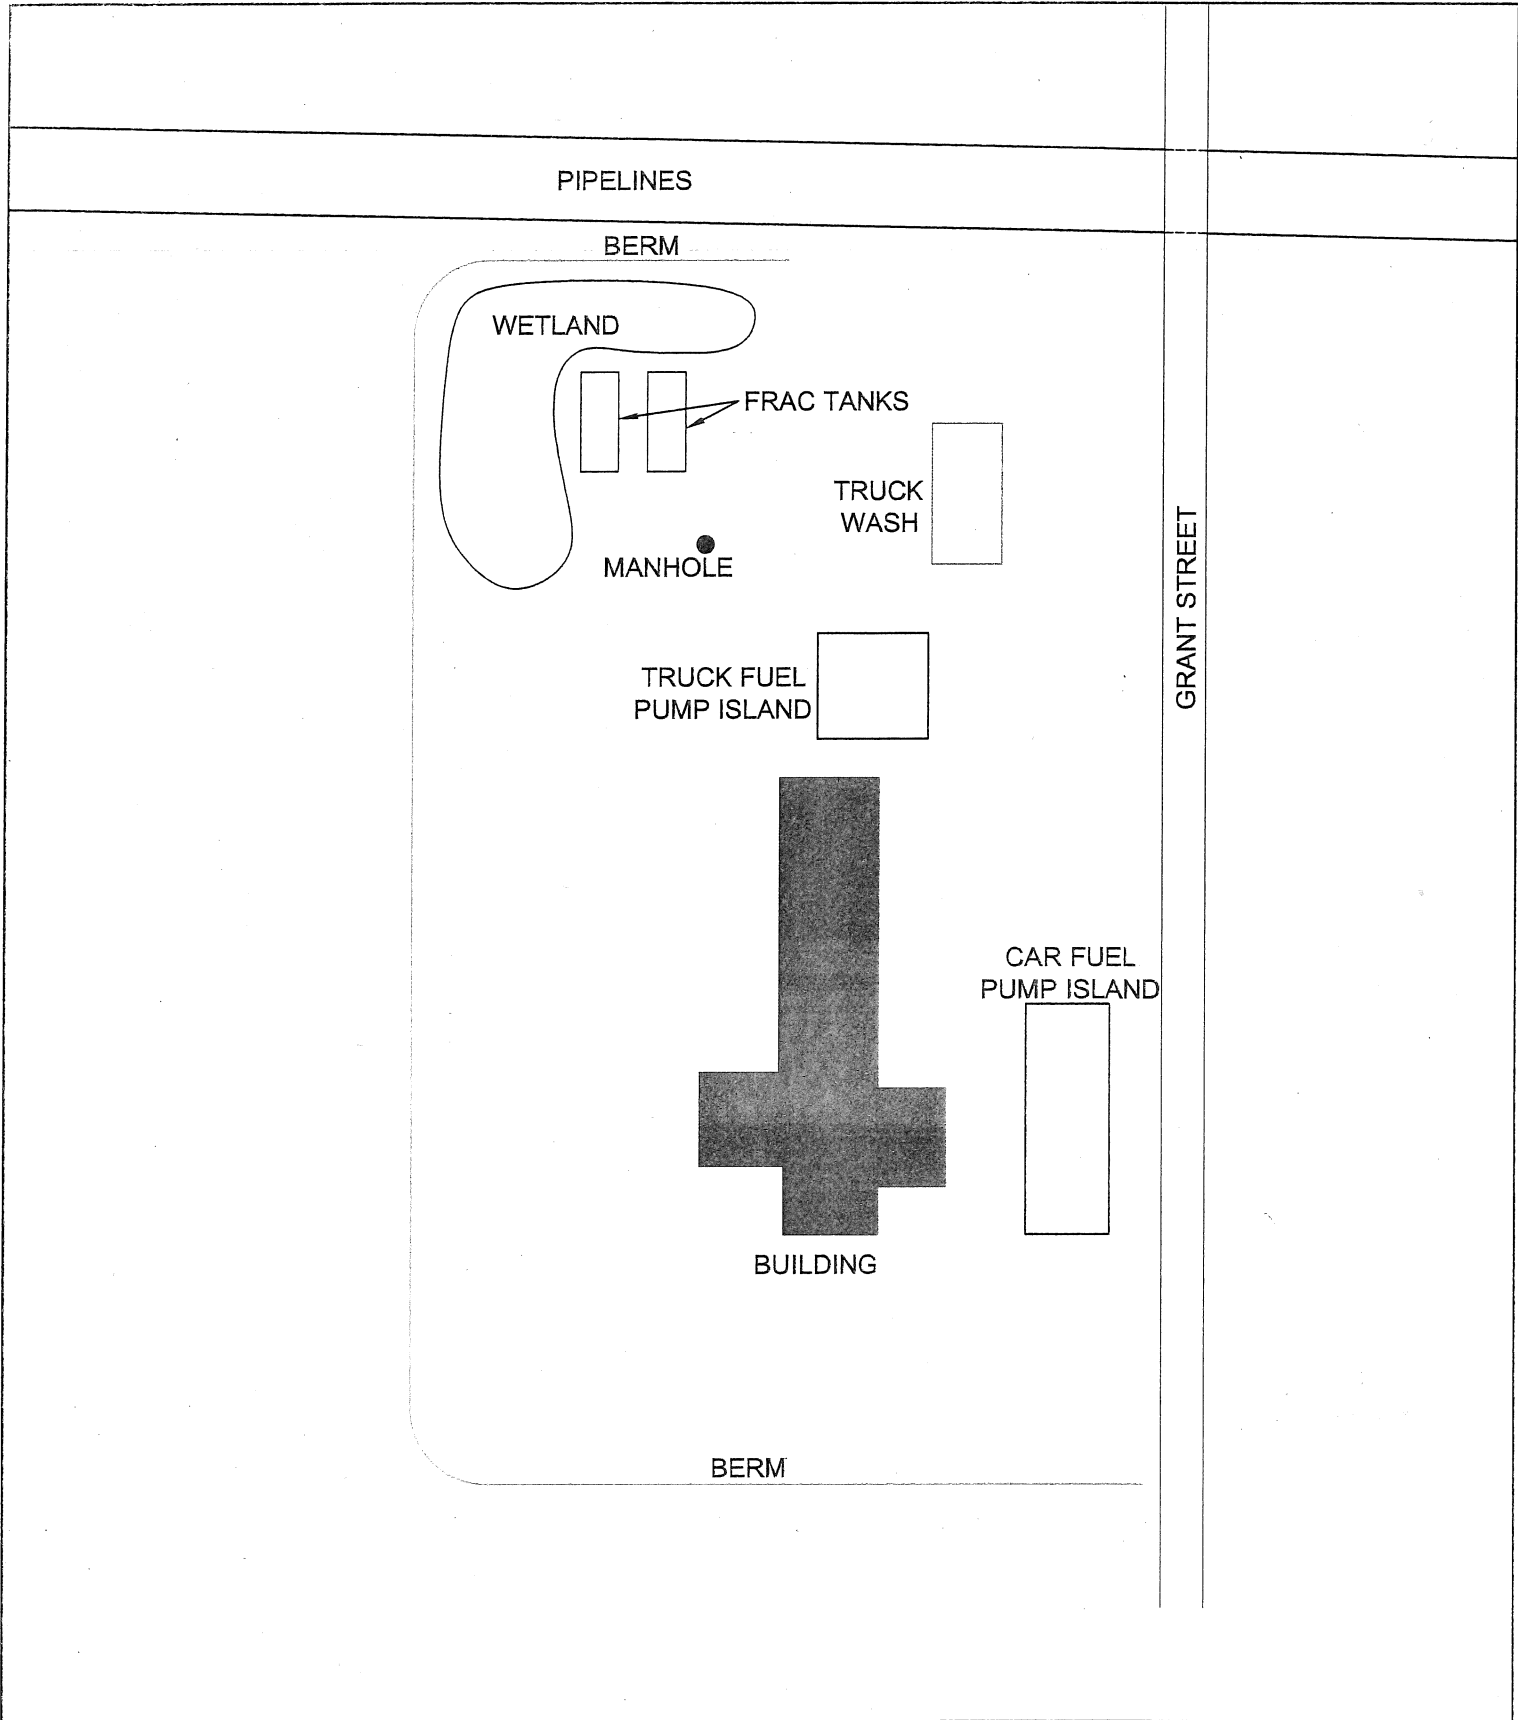 PIPELINES
BERM
WETLAND
FRAC TANKS
TRUCK
WASH
MANHOLE
GRANT STREET
TRUCK FUEL
PUMP ISLAND
CAR FUEL
PUMP ISLAND
BUILDING
BERM